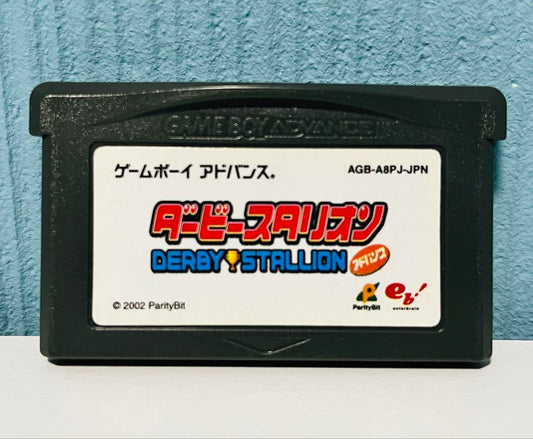 GAME BOY ADVANCE
ゲームボーイ アドバンス。 AGB-A8PJ-JPN
ダービースタリオン
DERBY STALLION アドバンス
© 2002 ParityBit
ParityBit
eb!
enterbrain